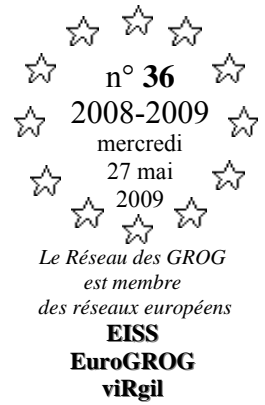 n° 36
2008-2009
mercredi
27 mai
2009
Le Réseau des GROG
est membre
des réseaux européens
EISS
EuroGROG
viRgil